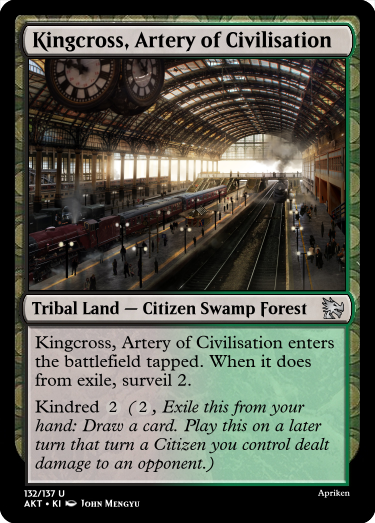 Kingcross, Artery of Civilisation
Tribal Land — Citizen Swamp Forest
Kingcross, Artery of Civilisation enters
the battlefield tapped. When it does
from exile, surveil 2.
Kindred 2 (2, Exile this from your
hand: Draw a card. Play this on a later
turn that turn a Citizen you control dealt
damage to an opponent.)
132/137 U
Apriken
AKT • KI John Mengyu